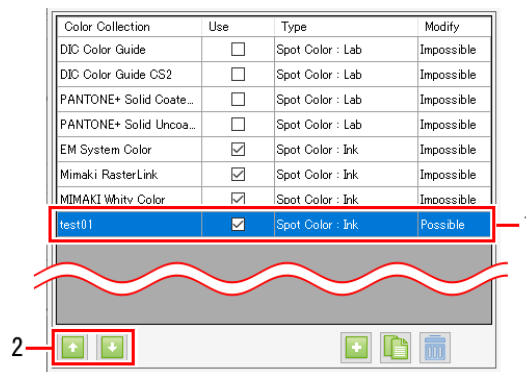 Color Collection Use Type Modify
DIC Color Guide Spot Color : Lab Impossible
DIC Color Guide CS2 Spot Color : Lab Impossible
PANTONE+ Solid Coate... Spot Color : Lab Impossible
PANTONE+ Solid Uncoa... Spot Color : Lab Impossible
EM System Color Spot Color : Ink Impossible
Mimaki RasterLink Spot Color : Ink Impossible
MIMAKI Whity Color Spot Color : Ink Impossible
test01 Spot Color : Ink Possible
2